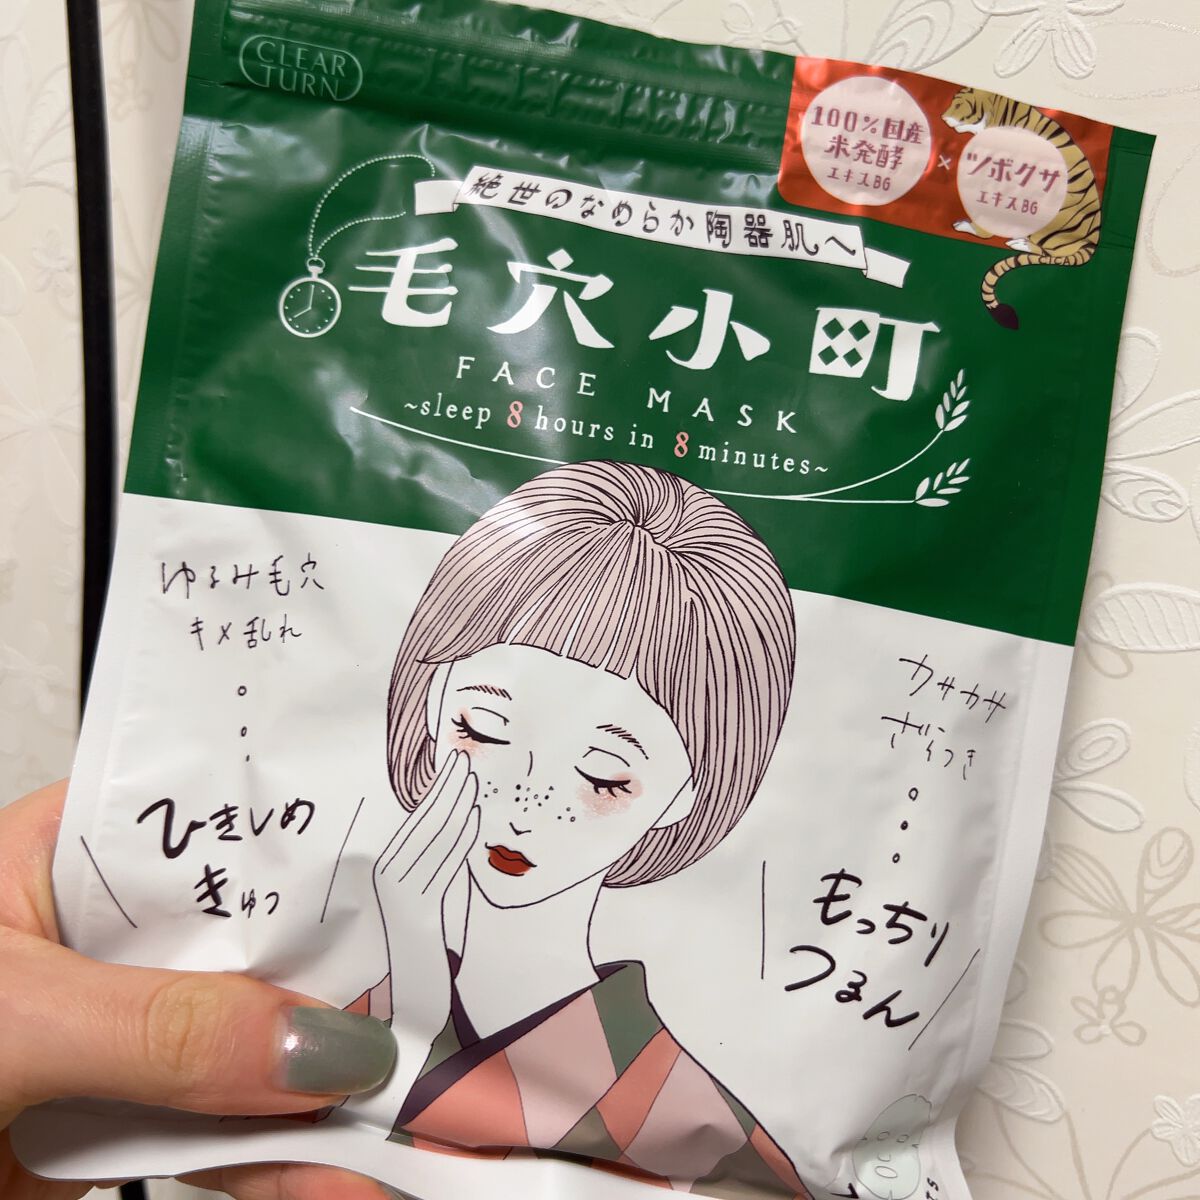 CLEAR
TURN
100%国産
米発酵
エキスBG
×
ツボクサ
エキスBG
CICA
絶世のなめらか陶器肌へ
毛穴小町
FACE MASK
~sleep 8 hours in 8 minutes~
ゆるみ毛穴
キメ乱れ
ひきしめ
きゅっ
カサカサ
ざらつき
もっちり
つるん